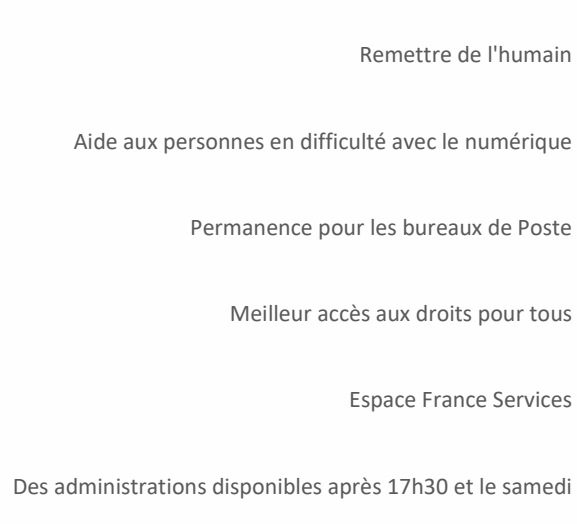 Remettre de l'humain
Aide aux personnes en difficulté avec le numérique
Permanence pour les bureaux de Poste
Meilleur accès aux droits pour tous
Espace France Services
Des administrations disponibles après 17h30 et le samedi